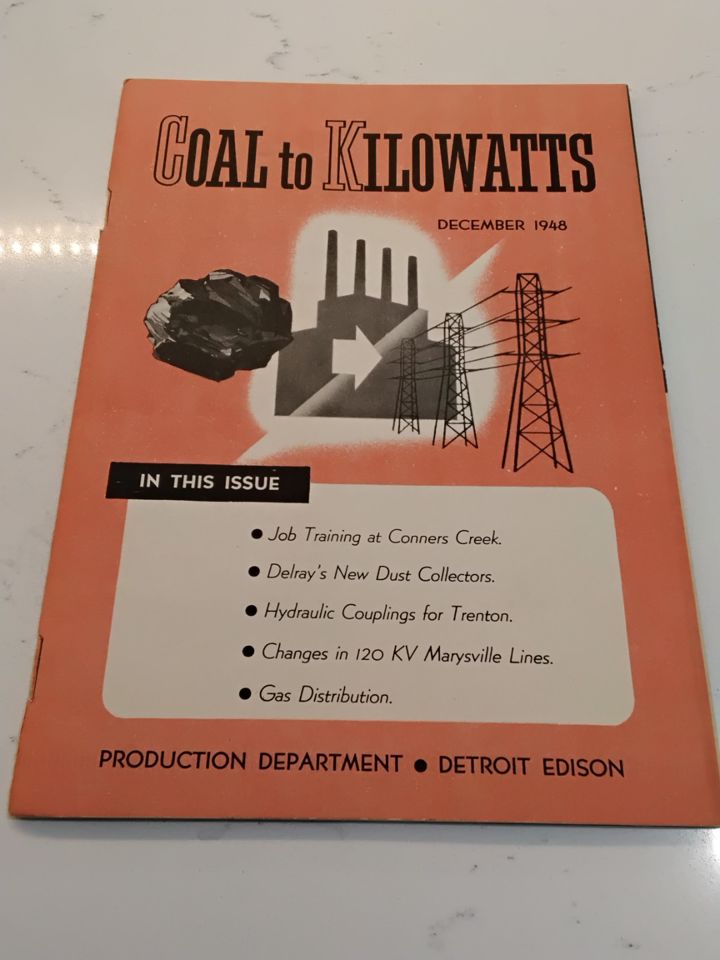 COAL to KILOWATTS
DECEMBER 1948
IN THIS ISSUE
● Job Training at Conners Creek.
● Delray's New Dust Collectors.
● Hydraulic Couplings for Trenton.
● Changes in 120 KV Marysville Lines.
● Gas Distribution.
PRODUCTION DEPARTMENT ● DETROIT EDISON